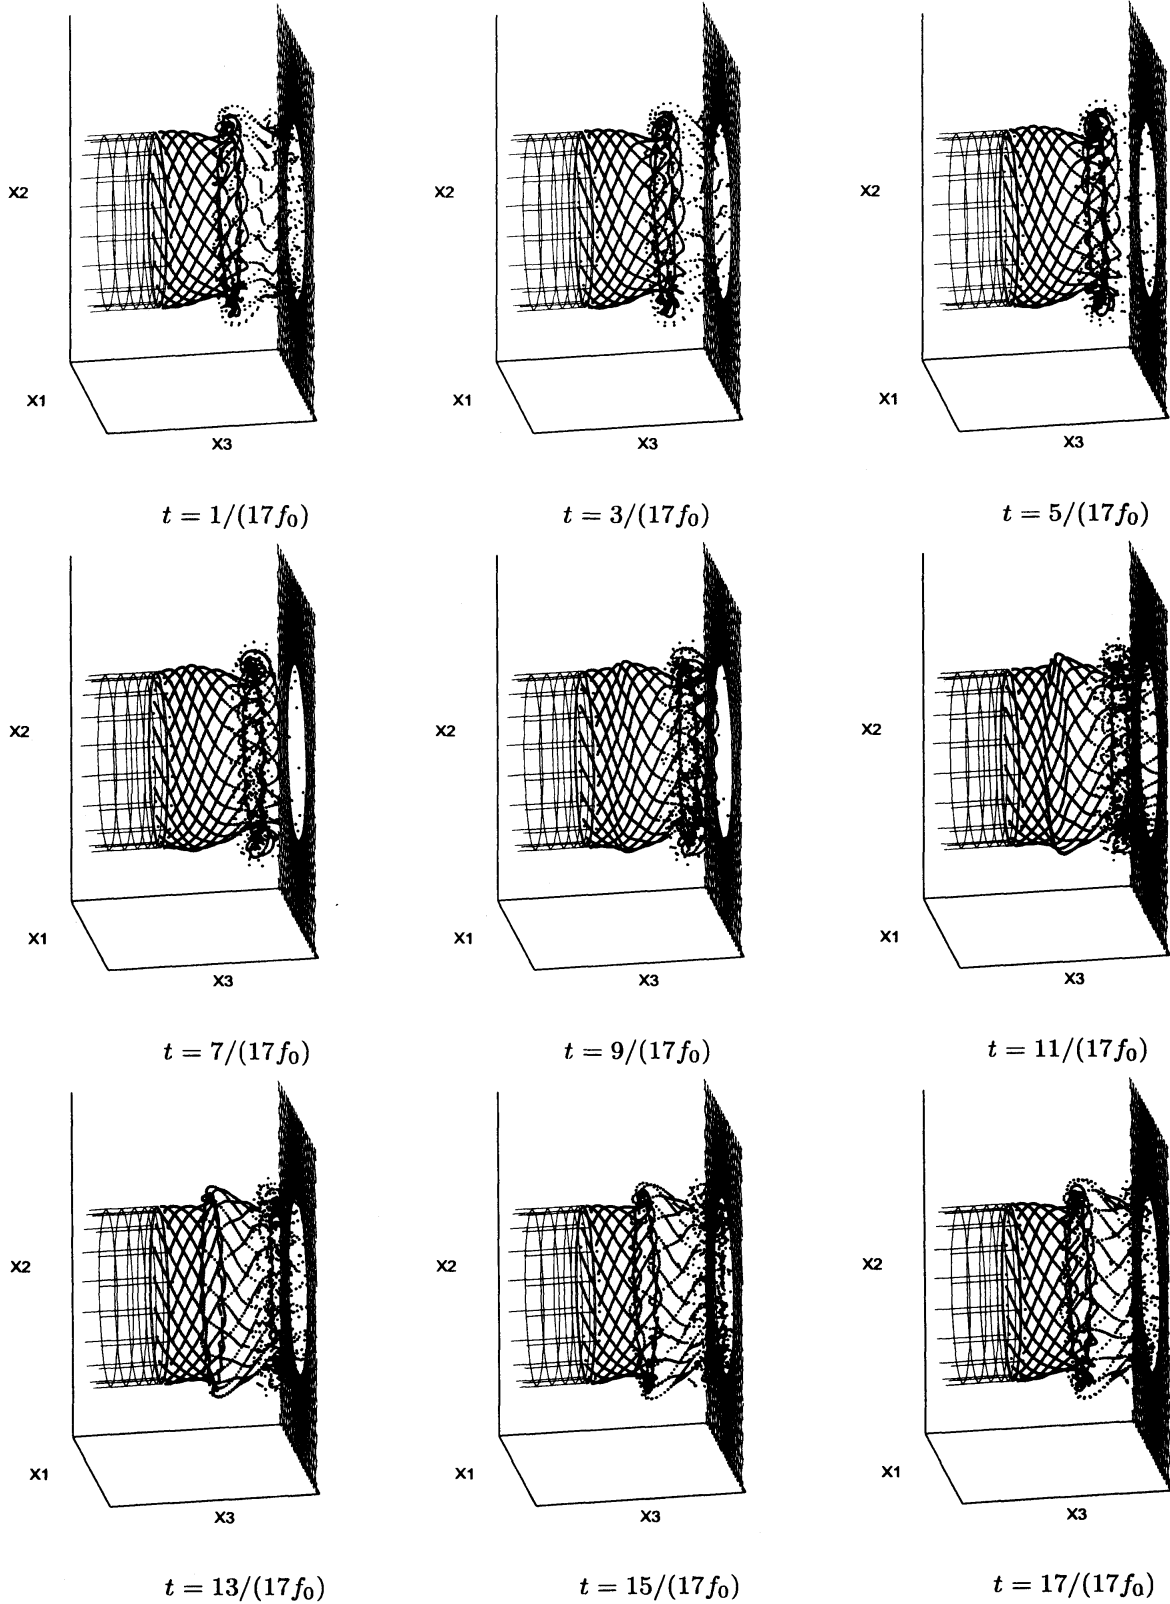 X2
X2
X2
X1
X1
X1
X3
X3
X3
t = 1/(17f₀)
t = 3/(17f₀)
t = 5/(17f₀)
X2
X2
X2
X1
X1
X1
X3
X3
X3
t = 7/(17f₀)
t = 9/(17f₀)
t = 11/(17f₀)
X2
X2
X2
X1
X1
X1
X3
X3
X3
t = 13/(17f₀)
t = 15/(17f₀)
t = 17/(17f₀)